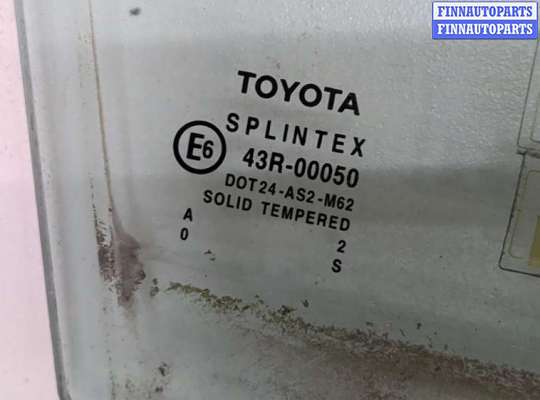 FINNAUTOPARTS
FINNAUTOPARTS
TOYOTA
SPLINTEX
E6 43R-00050
DOT24-AS2-M62
SOLID TEMPERED
A 2
0 S